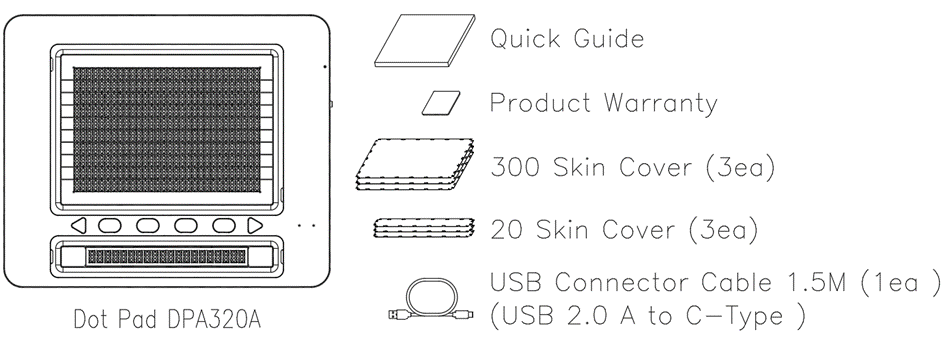 Quick Guide
Product Warranty
300 Skin Cover (3ea)
20 Skin Cover (3ea)
USB Connector Cable 1.5M (1ea )
(USB 2.0 A to C-Type )
Dot Pad DPA320A